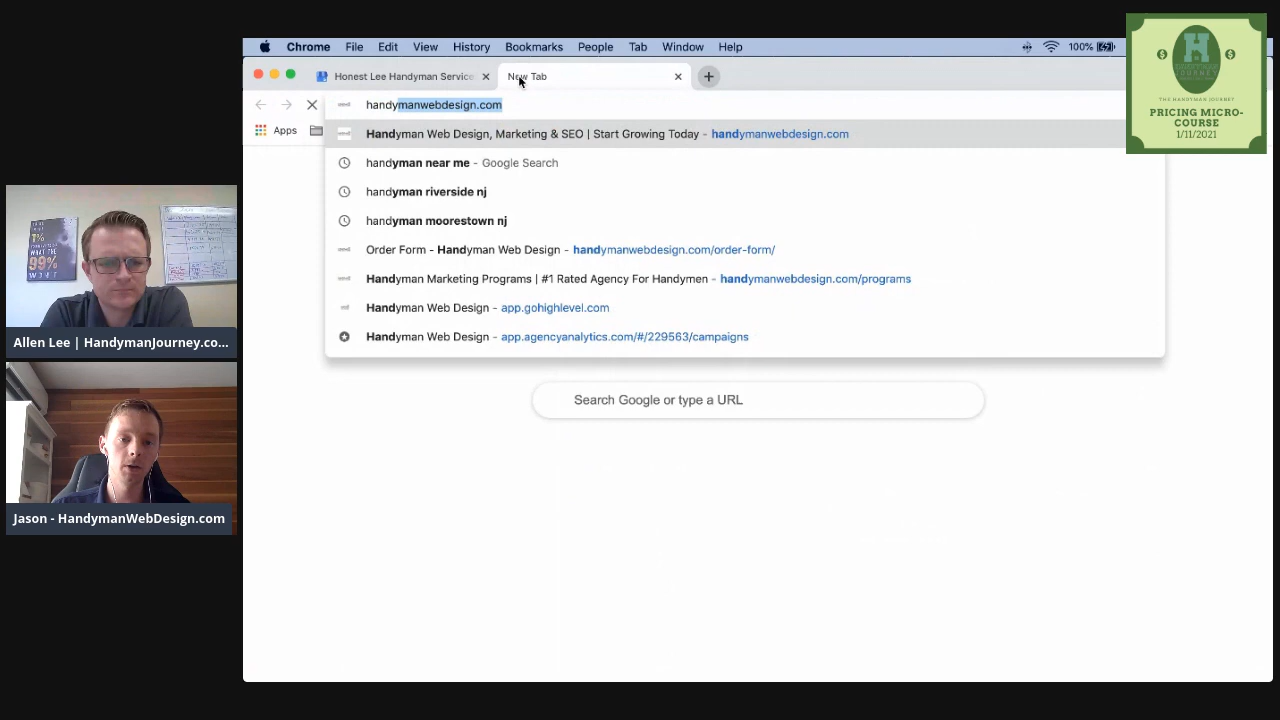 Chrome File Edit View History Bookmarks People Tab Window Help
100%
Honest Lee Handyman Service
New Tab
handymanwebdesign.com
Apps
Handyman Web Design, Marketing & SEO | Start Growing Today - handymanwebdesign.com
handyman near me - Google Search
handyman riverside nj
handyman moorestown nj
Order Form - Handyman Web Design - handymanwebdesign.com/order-form/
Handyman Marketing Programs | #1 Rated Agency For Handymen - handymanwebdesign.com/programs
Handyman Web Design - app.gohighlevel.com
Handyman Web Design - app.agencyanalytics.com/#/229563/campaigns
Search Google or type a URL
H
THE HANDYMAN JOURNEY
PRICING MICRO-
COURSE
1/11/2021
1%
WHAT THE
99%
Allen Lee | HandymanJourney.co...
Jason - HandymanWebDesign.com